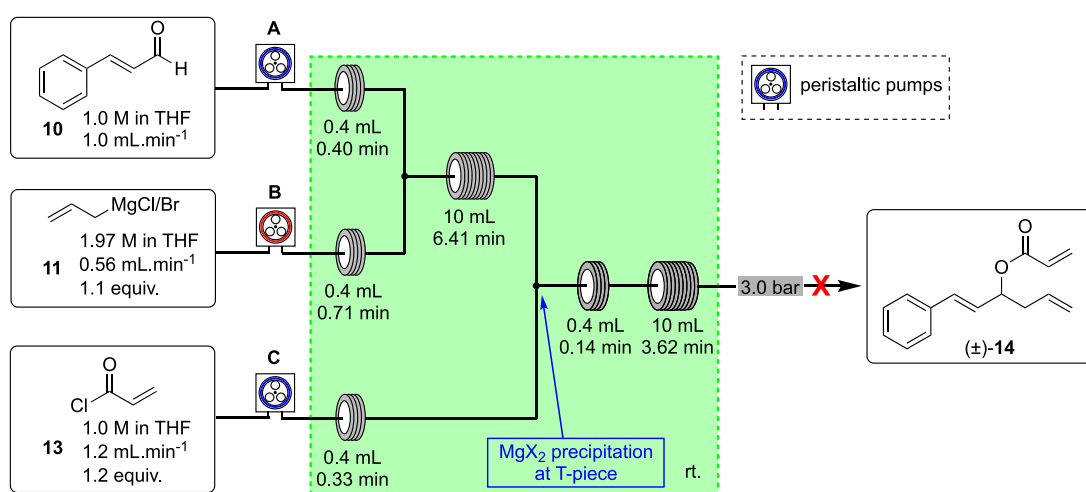 A
O
H
10
1.0 M in THF
1.0 mL.min-1
0.4 mL
0.40 min
peristaltic pumps
B
MgCl/Br
11
1.97 M in THF
0.56 mL.min-1
1.1 equiv.
0.4 mL
0.71 min
10 mL
6.41 min
0.4 mL
0.14 min
10 mL
3.62 min
3.0 bar
X
O
O
(±)-14
C
O
Cl
13
1.0 M in THF
1.2 mL.min-1
1.2 equiv.
0.4 mL
0.33 min
MgX2 precipitation
at T-piece
rt.